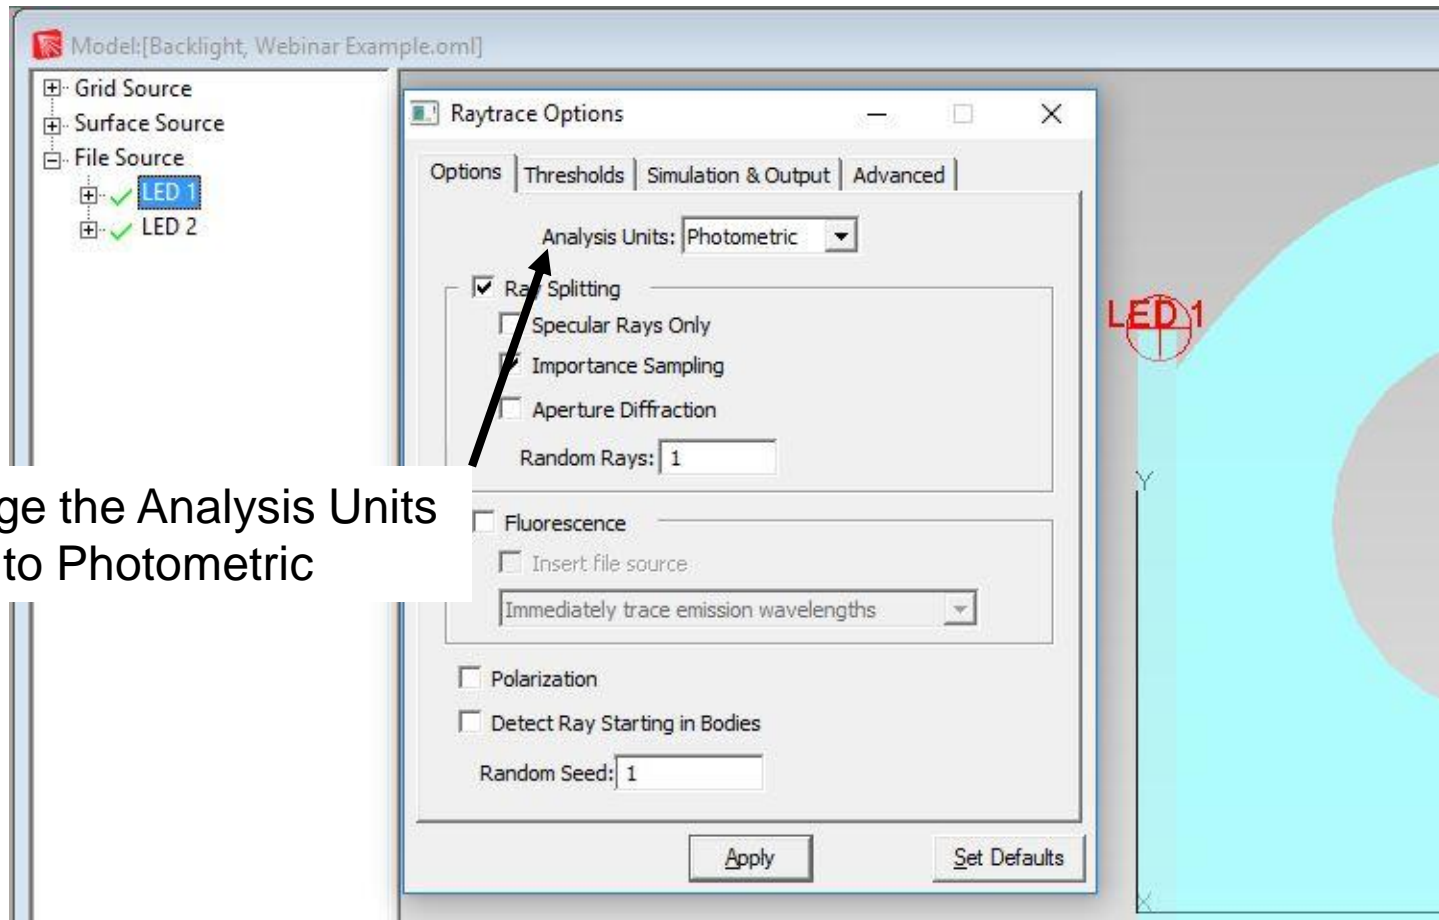 Model:[Backlight, Webinar Example.oml]
Grid Source
Surface Source
File Source
LED 1
LED 2
Raytrace Options
Options Thresholds Simulation & Output Advanced
Analysis Units: Photometric
Ray Splitting
Specular Rays Only
Importance Sampling
Aperture Diffraction
Random Rays: 1
Fluorescence
Insert file source
Immediately trace emission wavelengths
Polarization
Detect Ray Starting in Bodies
Random Seed: 1
Apply Set Defaults
ge the Analysis Units
to Photometric
LED 1
Y
X